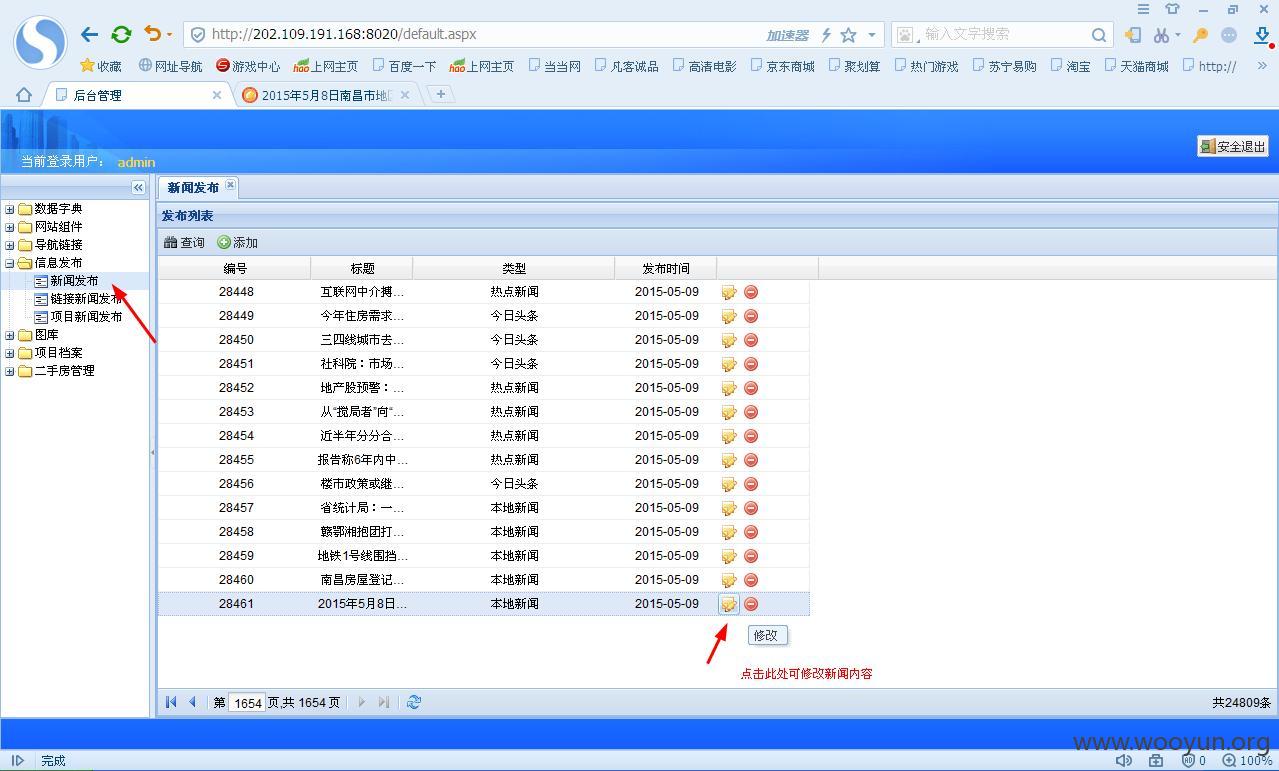 http://202.109.191.168:8020/default.aspx
加速器
输入文字搜索
收藏 网址导航 游戏中心 hao上网主页 百度一下 hao上网主页 当当网 凡客诚品 高清电影 京东商城 聚划算 热门游戏 苏宁易购 淘宝 天猫商城 http://
后台管理
2015年5月8日南昌市地
当前登录用户： admin
安全退出
数据字典
网站组件
导航链接
信息发布
新闻发布
链接新闻发布
项目新闻发布
图库
项目档案
二手房管理
新闻发布
发布列表
查询 添加
编号 标题 类型 发布时间
28448 互联网中介搏... 热点新闻 2015-05-09
28449 今年住房需求... 今日头条 2015-05-09
28450 三四线城市去... 今日头条 2015-05-09
28451 社科院：市场... 今日头条 2015-05-09
28452 地产股预警：... 热点新闻 2015-05-09
28453 从“搅局者”向“... 热点新闻 2015-05-09
28454 近半年分分合... 热点新闻 2015-05-09
28455 报告称6年内中... 热点新闻 2015-05-09
28456 楼市政策或继... 今日头条 2015-05-09
28457 省统计局：一... 本地新闻 2015-05-09
28458 赣鄂湘抱团打... 本地新闻 2015-05-09
28459 地铁1号线围挡... 本地新闻 2015-05-09
28460 南昌房屋登记... 本地新闻 2015-05-09
28461 2015年5月8日... 本地新闻 2015-05-09
修改
点击此处可修改新闻内容
第 1654 页,共 1654 页
共24809条
www.wooyun.org
完成
0
100%